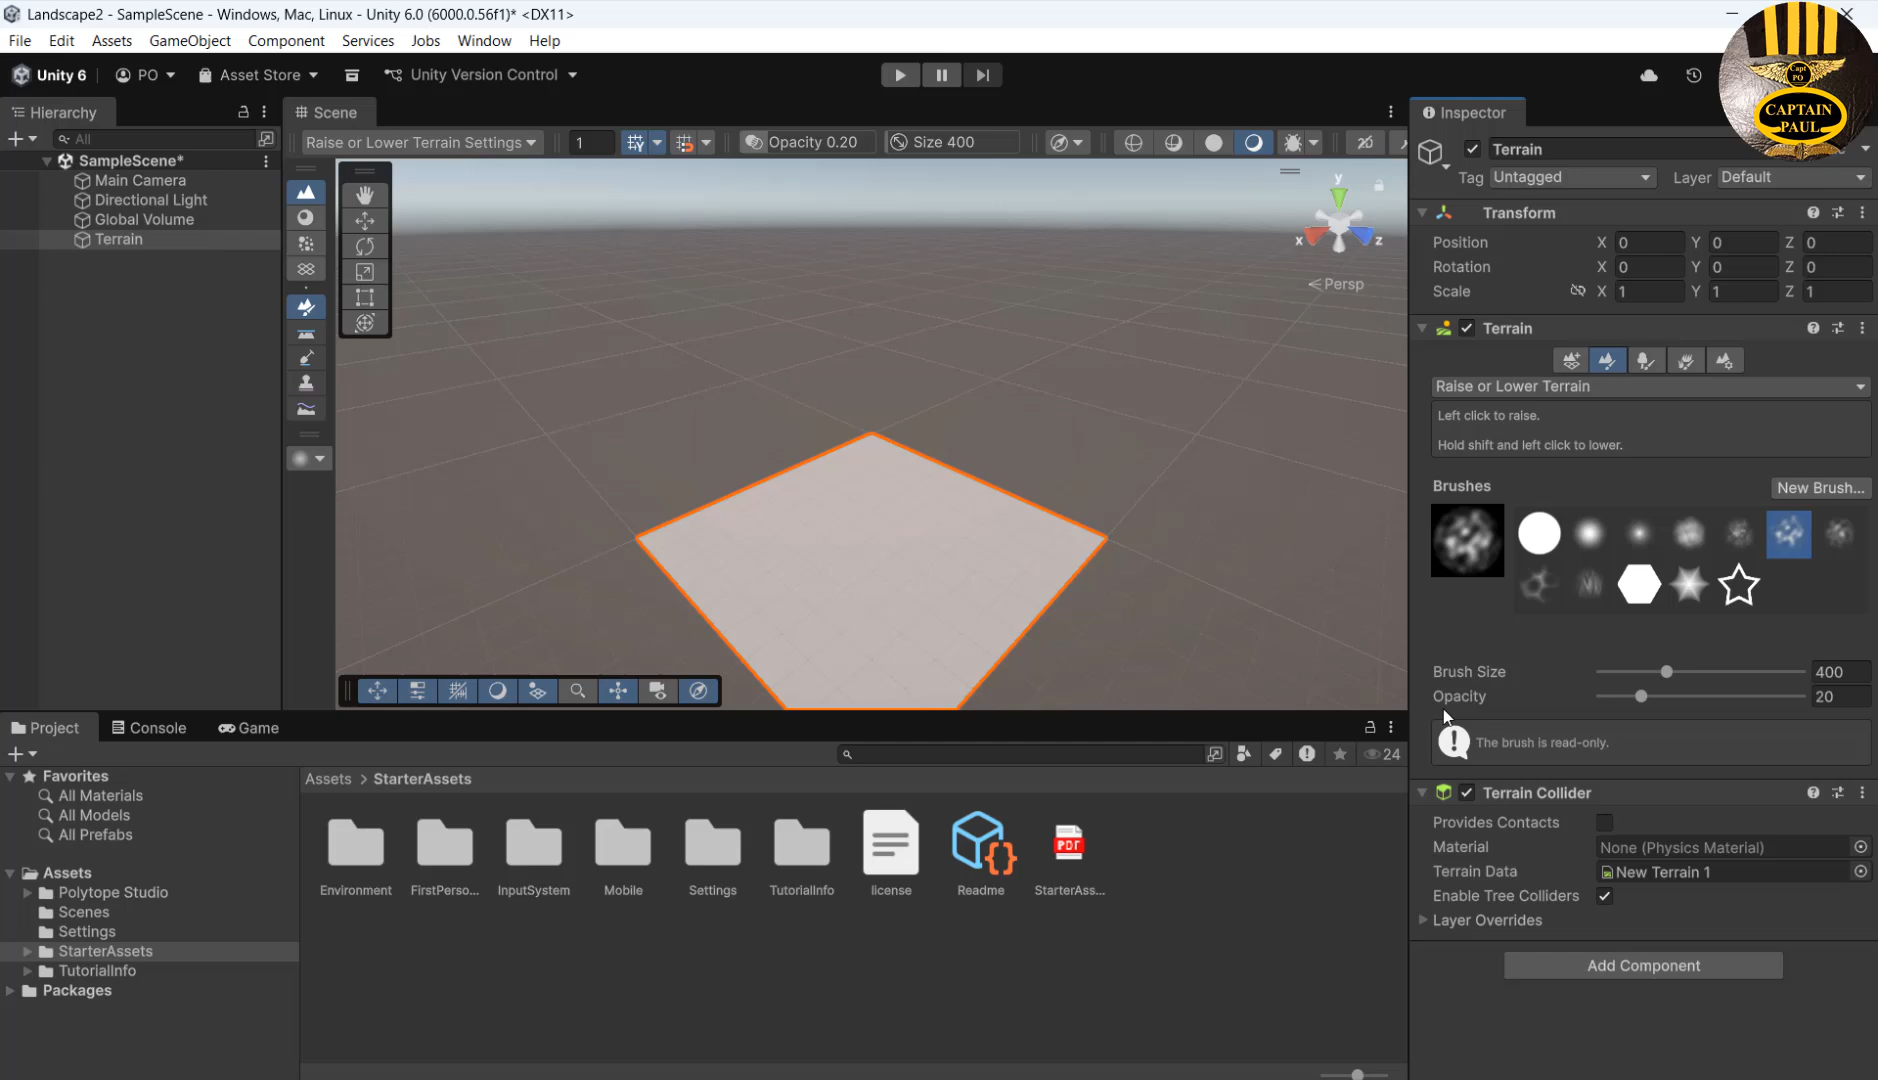 Landscape2 - SampleScene - Windows, Mac, Linux - Unity 6.0 (6000.0.56f1)* <DX11>
File Edit Assets GameObject Component Services Jobs Window Help
Unity 6 PO Asset Store Unity Version Control
Capt
PO
CAPTAIN
PAUL
Hierarchy
All
SampleScene*
Main Camera
Directional Light
Global Volume
Terrain
Scene
Raise or Lower Terrain Settings 1 Opacity 0.20 Size 400 2D
y
x
z
Persp
Inspector
Terrain
Tag Untagged Layer Default
Transform
Position X 0 Y 0 Z 0
Rotation X 0 Y 0 Z 0
Scale X 1 Y 1 Z 1
Terrain
Raise or Lower Terrain
Left click to raise.
Hold shift and left click to lower.
Brushes
New Brush...
Brush Size 400
Opacity 20
The brush is read-only.
Terrain Collider
Provides Contacts
Material None (Physics Material)
Terrain Data New Terrain 1
Enable Tree Colliders
Layer Overrides
Add Component
Project Console Game
24
Favorites
All Materials
All Models
All Prefabs
Assets
Polytope Studio
Scenes
Settings
StarterAssets
TutorialInfo
Packages
Assets > StarterAssets
PDF
Environment FirstPerso... InputSystem Mobile Settings TutorialInfo license Readme StarterAss...